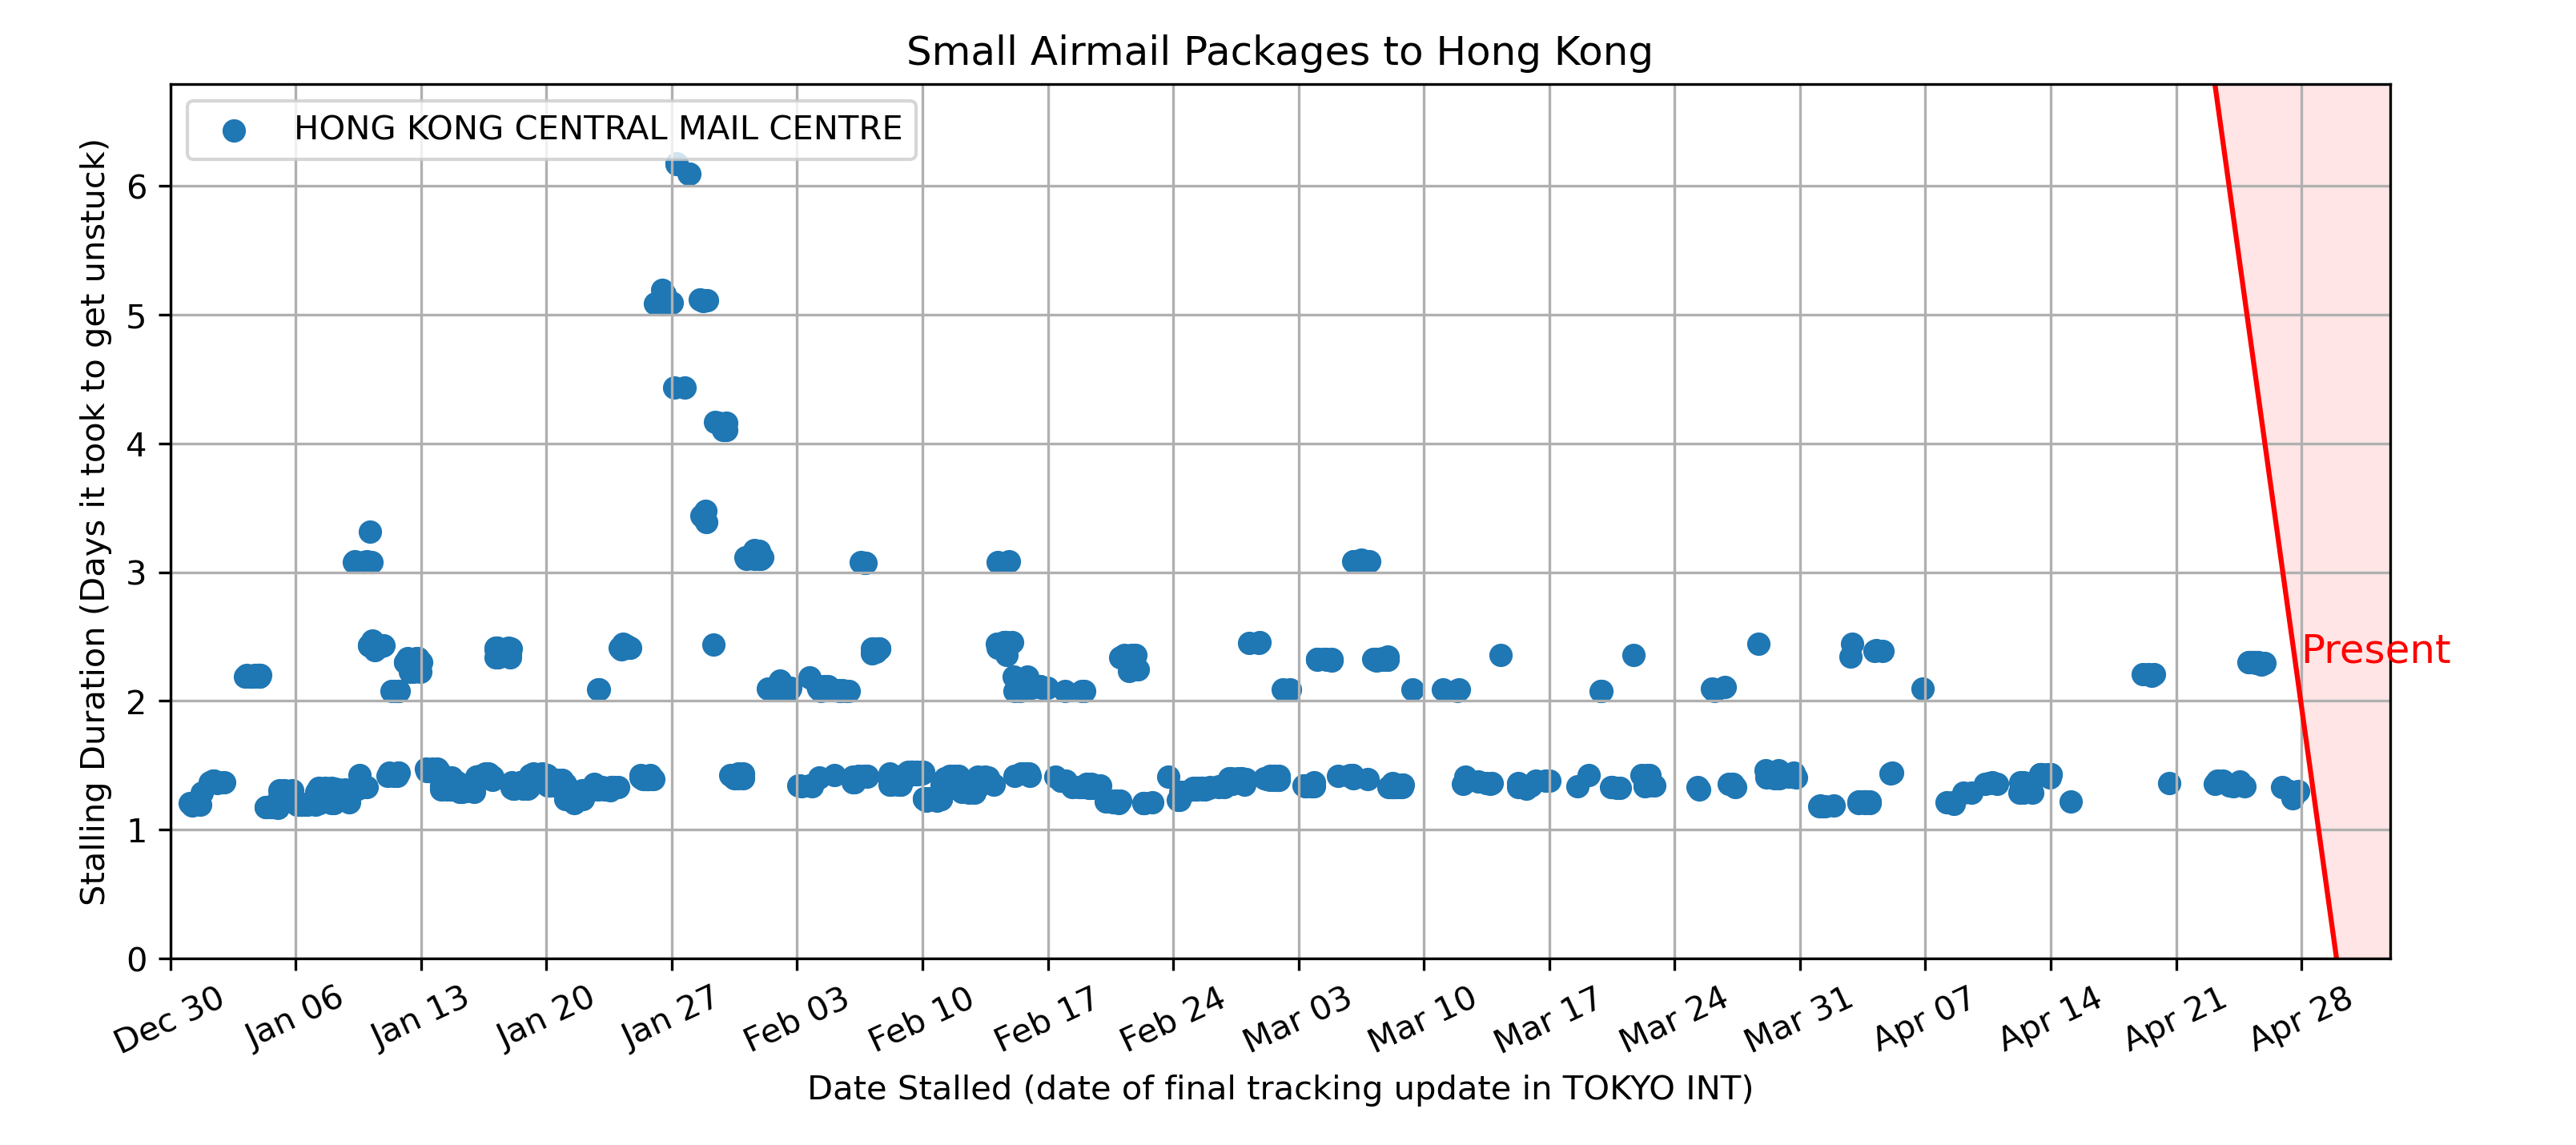 Small Airmail Packages to Hong Kong
HONG KONG CENTRAL MAIL CENTRE
Stalling Duration (Days it took to get unstuck)
6
5
4
3
2
1
0
Present
Dec 30
Jan 06
Jan 13
Jan 20
Jan 27
Feb 03
Feb 10
Feb 17
Feb 24
Mar 03
Mar 10
Mar 17
Mar 24
Mar 31
Apr 07
Apr 14
Apr 21
Apr 28
Date Stalled (date of final tracking update in TOKYO INT)